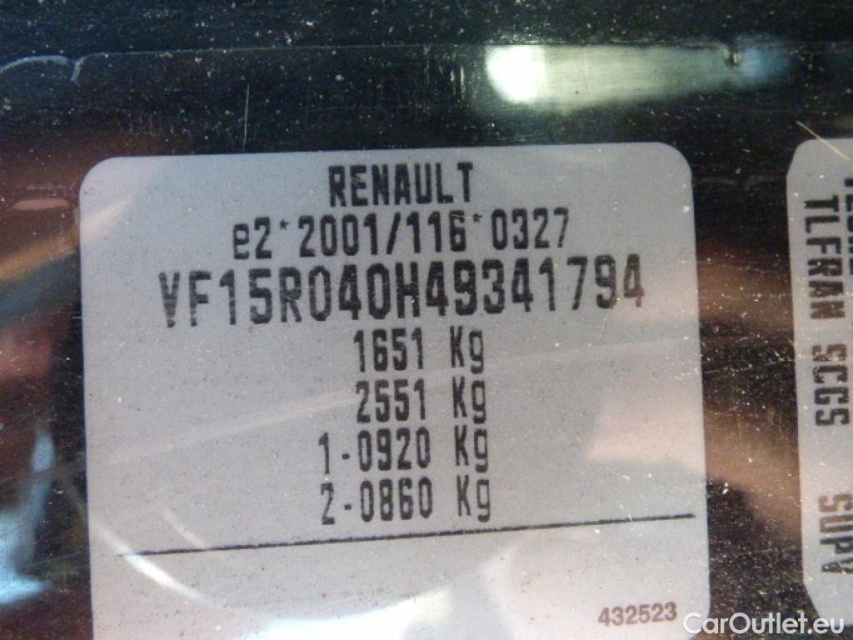 RENAULT
e2*2001/116*0327
VF15R040H49341794
1651 Kg
2551 Kg
1-0920 Kg
2-0860 Kg
432523
TLFRAN SCGS
CarOutlet.eu